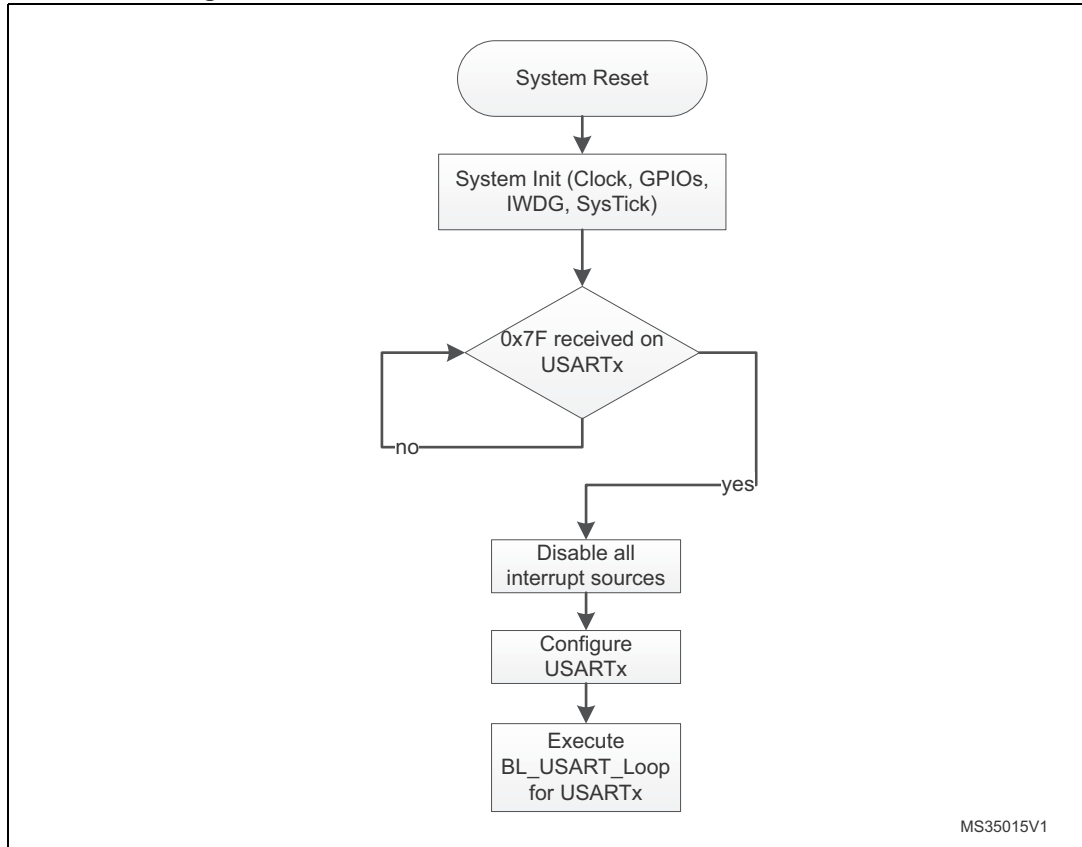 System Reset
System Init (Clock, GPIOs,
IWDG, SysTick)
0x7F received on
USARTx
no
yes
Disable all
interrupt sources
Configure
USARTx
Execute
BL_USART_Loop
for USARTx
MS35015V1